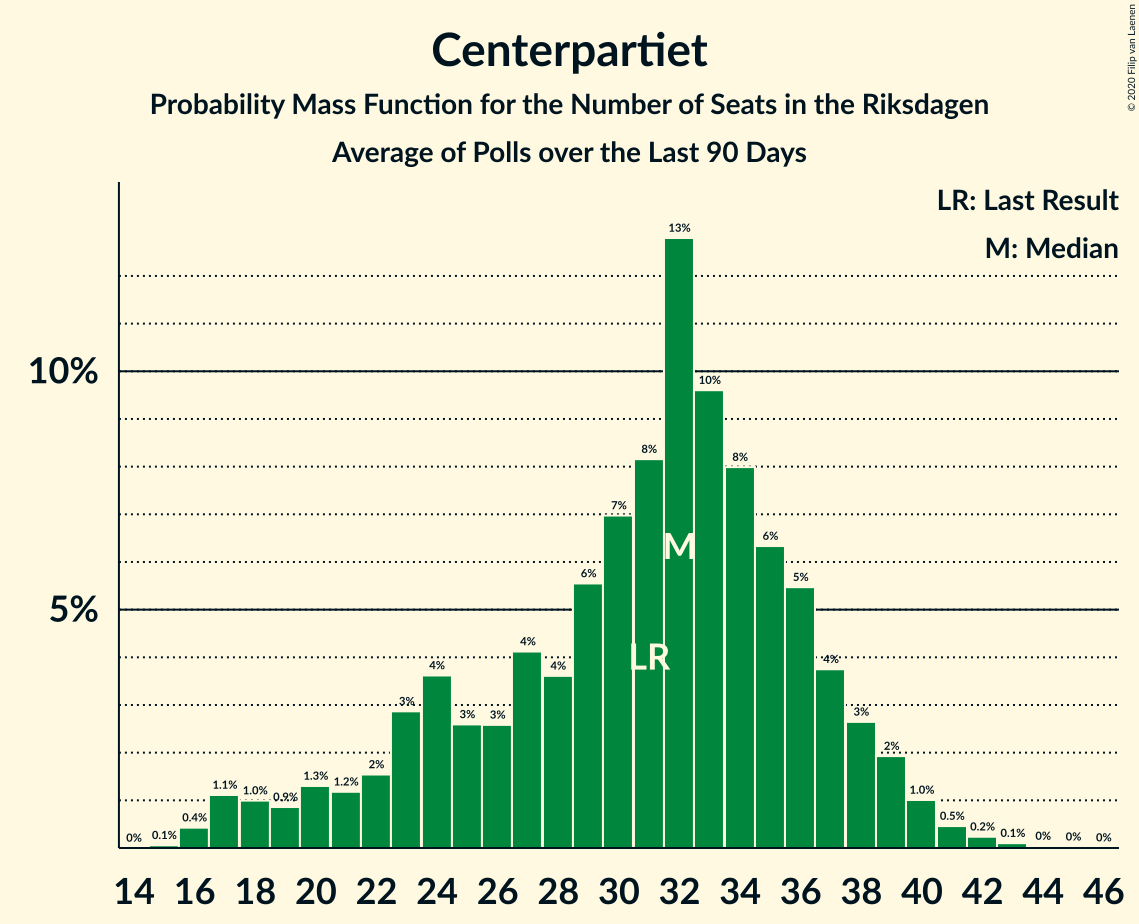 Centerpartiet
Probability Mass Function for the Number of Seats in the Riksdagen
Average of Polls over the Last 90 Days
© 2020 Filip van Laenen
LR: Last Result
M: Median
10%
5%
0% 0.1% 0.4% 1.1% 1.0% 0.9% 1.3% 1.2% 2% 3% 4% 3% 3% 4% 4% 6% 7% 8% 13% 10% 8% 6% 5% 4% 3% 2% 1.0% 0.5% 0.2% 0.1% 0% 0% 0%
M
LR
14 16 18 20 22 24 26 28 30 32 34 36 38 40 42 44 46